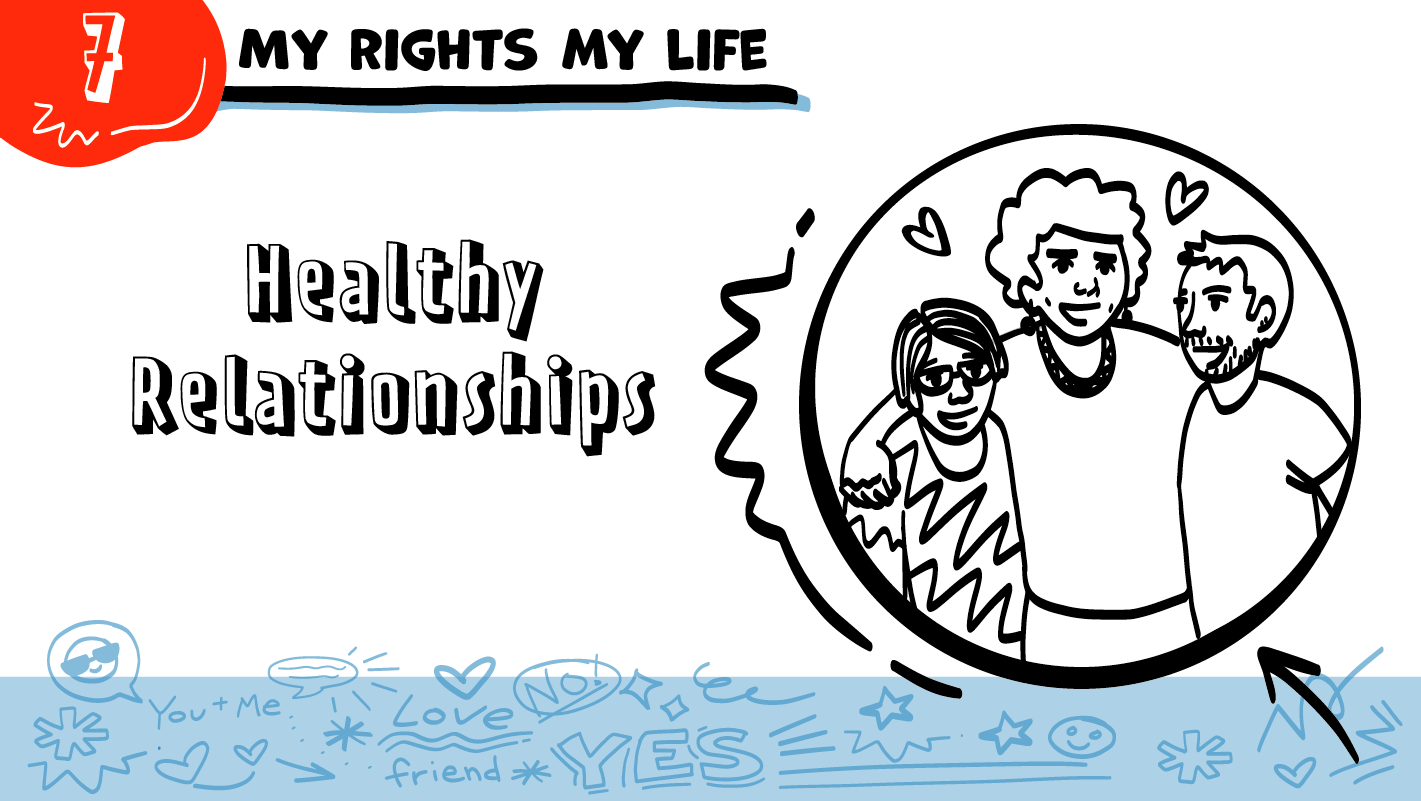 7
MY RIGHTS MY LIFE
Healthy
Relationships
You + Me
Love
NO!
friend
YES
NO